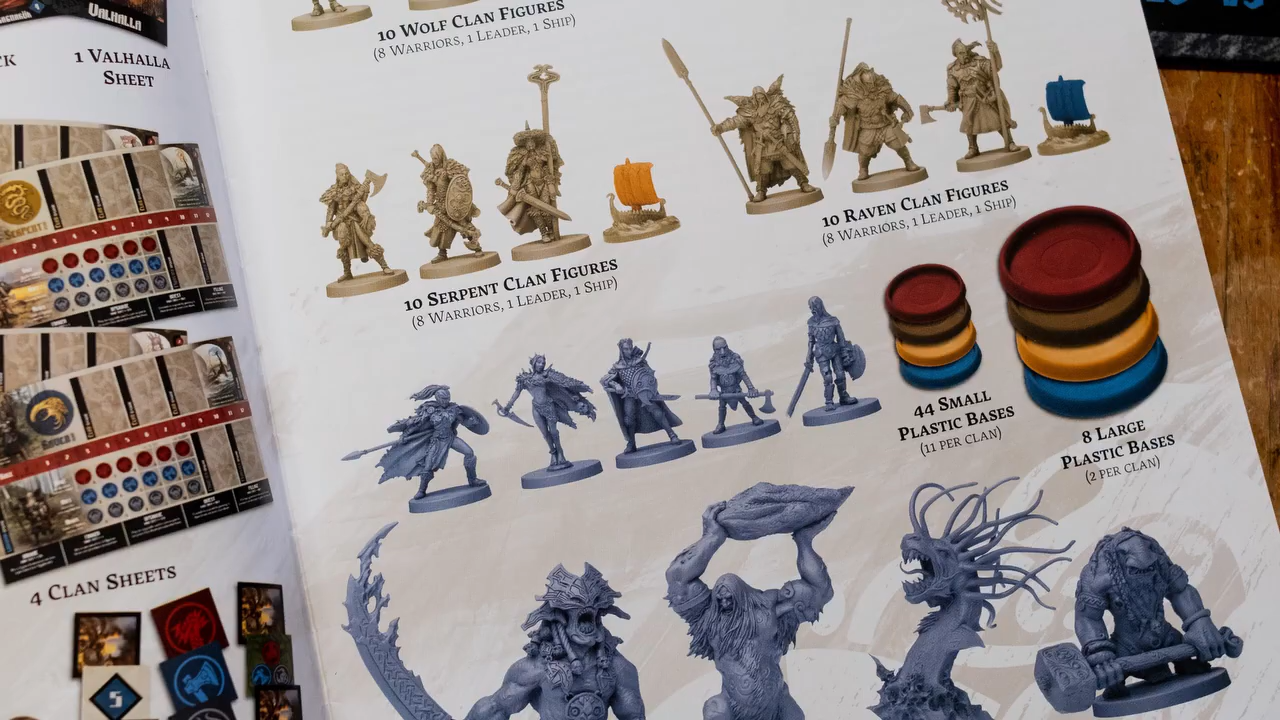 VALHALLA
CK
1 VALHALLA
SHEET
4 CLAN SHEETS
5
10 WOLF CLAN FIGURES
(8 WARRIORS, 1 LEADER, 1 SHIP)
10 SERPENT CLAN FIGURES
(8 WARRIORS, 1 LEADER, 1 SHIP)
10 RAVEN CLAN FIGURES
(8 WARRIORS, 1 LEADER, 1 SHIP)
44 SMALL
PLASTIC BASES
(11 PER CLAN)
8 LARGE
PLASTIC BASES
(2 PER CLAN)